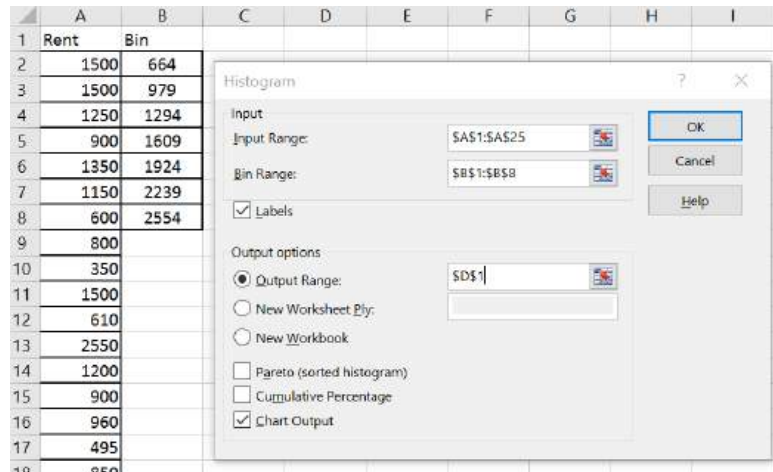 A B C D E F G H I
1 Rent Bin
2 1500 664
3 1500 979
4 1250 1294
5 900 1609
6 1350 1924
7 1150 2239
8 600 2554
9 800
10 350
11 1500
12 610
13 2550
14 1200
15 900
16 960
17 495
18 850
Histogram ?
Input
Input Range: $A$1:$A$25
Bin Range: $B$1:$B$8
Labels
OK
Cancel
Help
Output options
Output Range: $D$1
New Worksheet Ply:
New Workbook
Pareto (sorted histogram)
Cumulative Percentage
Chart Output